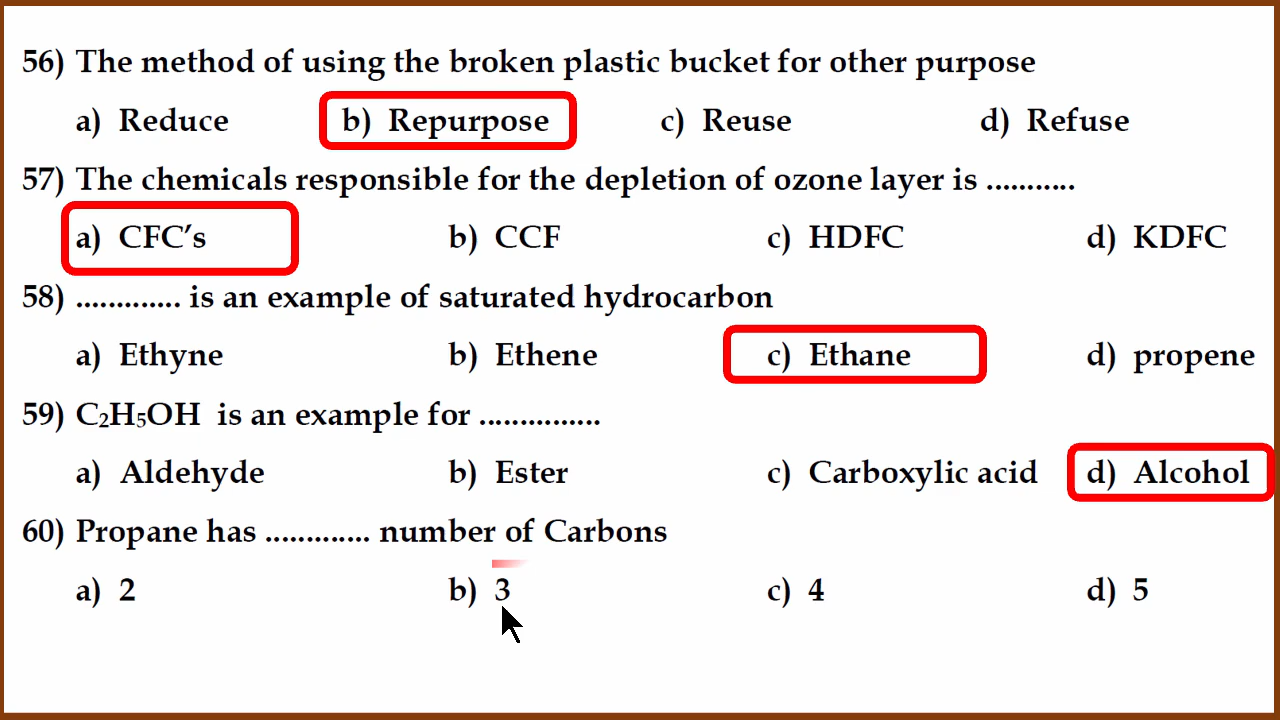 56) The method of using the broken plastic bucket for other purpose
a) Reduce b) Repurpose c) Reuse d) Refuse
57) The chemicals responsible for the depletion of ozone layer is ...........
a) CFC’s b) CCF c) HDFC d) KDFC
58) ............. is an example of saturated hydrocarbon
a) Ethyne b) Ethene c) Ethane d) propene
59) C₂H₅OH is an example for ...............
a) Aldehyde b) Ester c) Carboxylic acid d) Alcohol
60) Propane has ............. number of Carbons
a) 2 b) 3 c) 4 d) 5